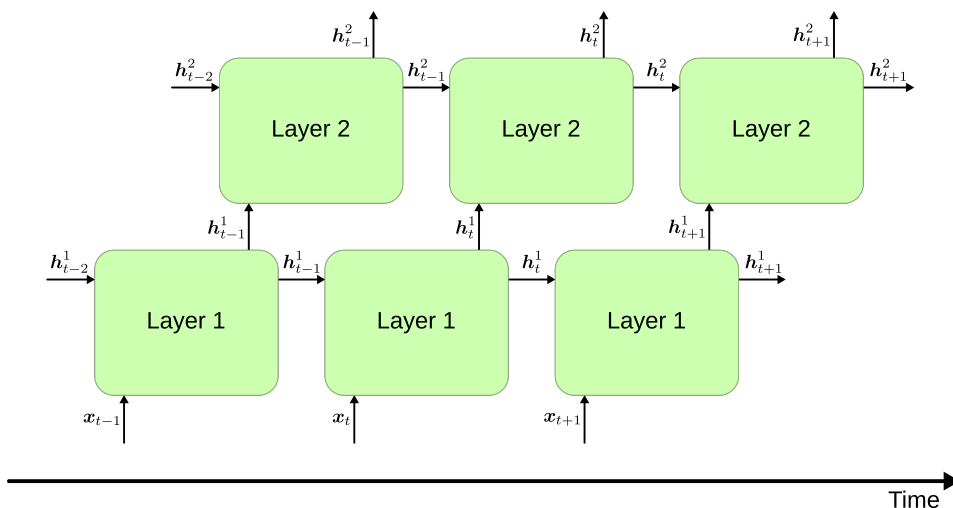 h²ₜ₋₁ h²ₜ h²ₜ₊₁
h²ₜ₋₂ h²ₜ₋₁ h²ₜ h²ₜ₊₁
Layer 2 Layer 2 Layer 2
h¹ₜ₋₁ h¹ₜ h¹ₜ₊₁
h¹ₜ₋₂ h¹ₜ₋₁ h¹ₜ h¹ₜ₊₁
Layer 1 Layer 1 Layer 1
xₜ₋₁ xₜ xₜ₊₁
Time